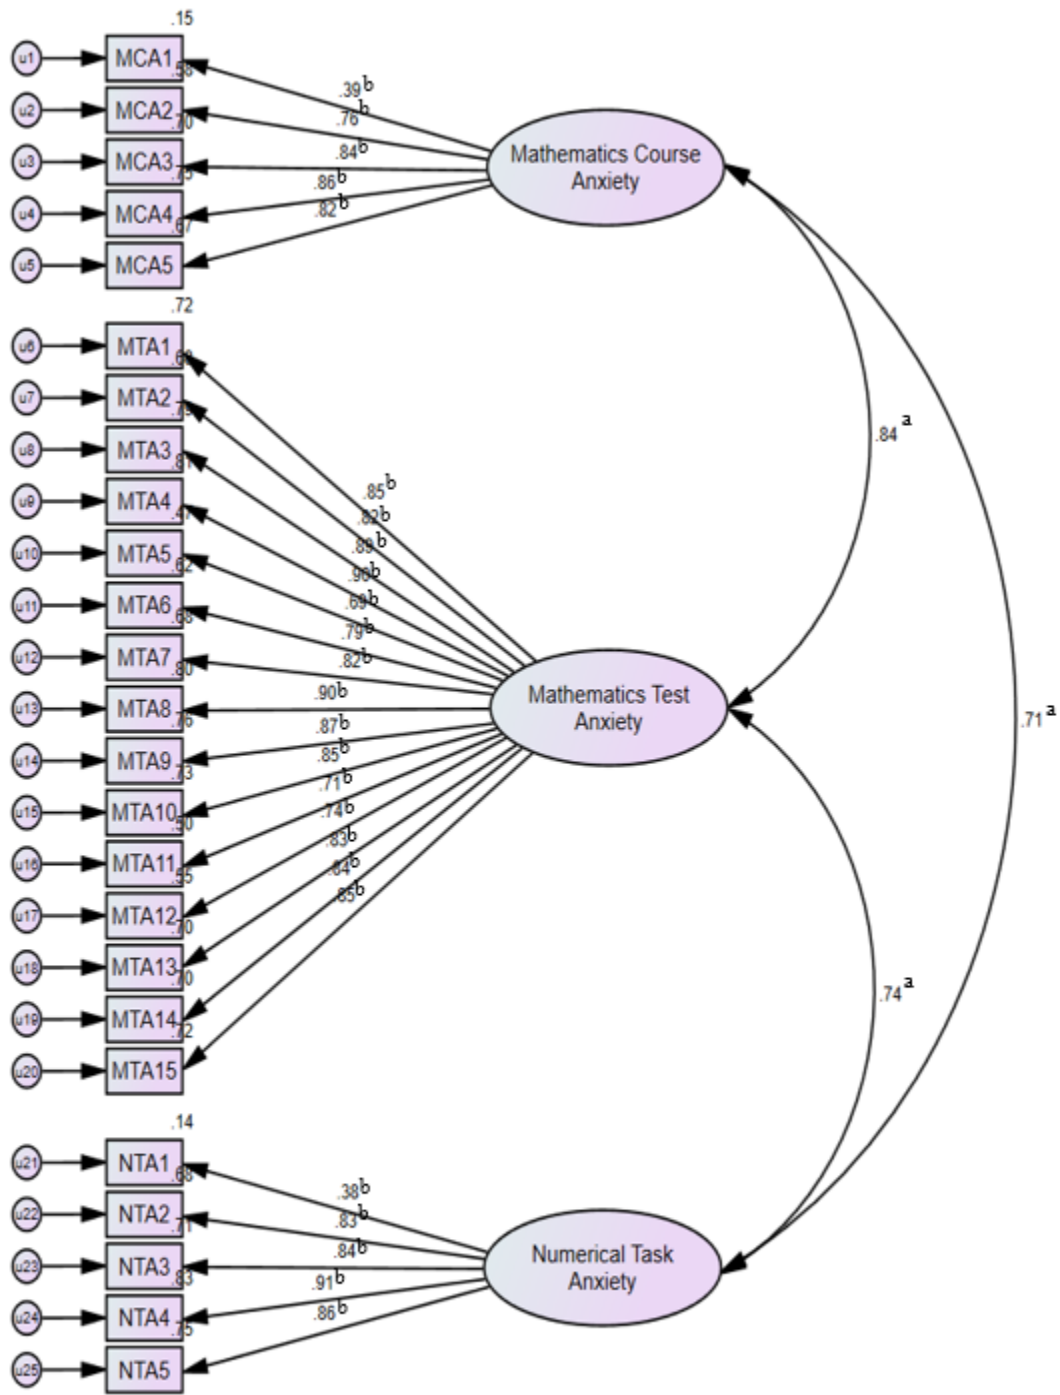 .15
u1
MCA1
.58
.39b
u2
MCA2
.70
.76b
u3
MCA3
.75
.84b
u4
MCA4
.67
.86b
u5
MCA5
.82b
Mathematics Course
Anxiety
.72
u6
MTA1
u7
MTA2
.79
u8
MTA3
.81
u9
MTA4
.47
u10
MTA5
.62
u11
MTA6
.68
u12
MTA7
.80
u13
MTA8
.76
u14
MTA9
.73
u15
MTA10
.50
u16
MTA11
.55
u17
MTA12
.70
u18
MTA13
.70
u19
MTA14
.72
u20
MTA15
.85b
.82b
.89b
.90b
.69b
.79b
.82b
.90b
.87b
.85b
.71b
.74b
.83b
.84b
.85b
Mathematics Test
Anxiety
.84 a
.71 a
.74 a
.14
u21
NTA1
.68
.38b
u22
NTA2
.71
.83b
u23
NTA3
.83
.84b
u24
NTA4
.75
.91b
u25
NTA5
.86b
Numerical Task
Anxiety